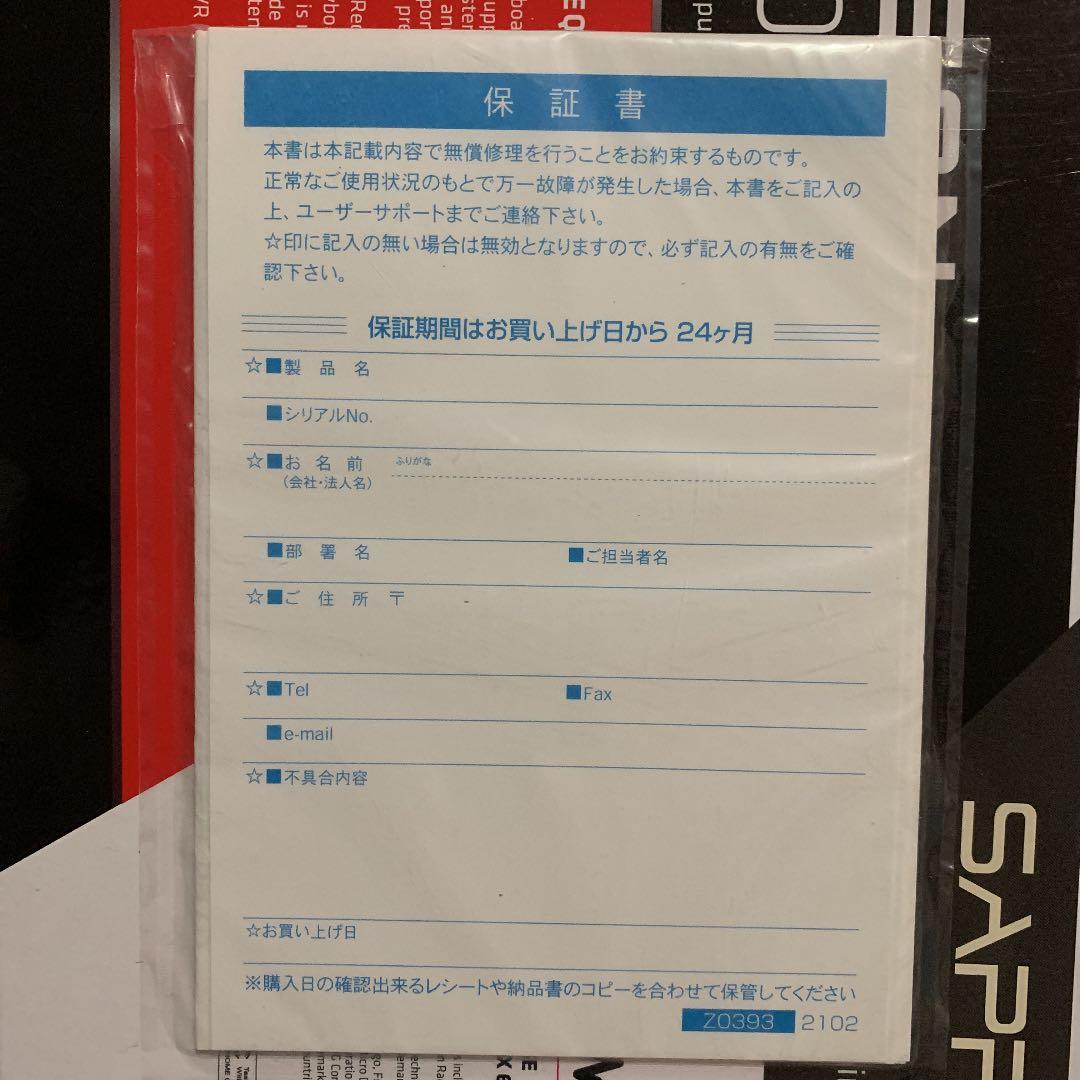 保証書
本書は本記載内容で無償修理を行うことをお約束するものです。
正常なご使用状況のもとで万一故障が発生した場合、本書をご記入の
上、ユーザーサポートまでご連絡下さい。
☆印に記入の無い場合は無効となりますので、必ず記入の有無をご確
認下さい。
保証期間はお買い上げ日から 24ヶ月
☆■製品名
■シリアルNo.
☆■お名前 ふりがな
(会社・法人名)
■部署名 ■ご担当者名
☆■ご住所 〒 -
☆■Tel ■Fax
■e-mail
☆■不具合内容
☆お買い上げ日
※購入日の確認出来るレシートや納品書のコピーを合わせて保管してください
Z0393 2102